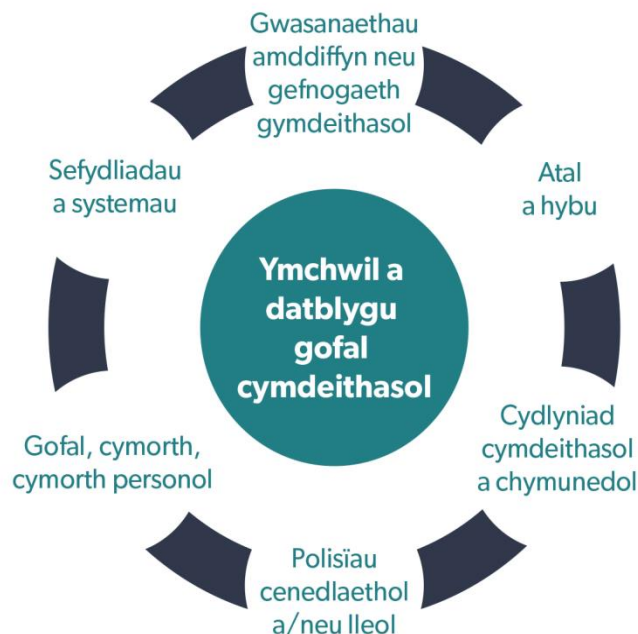 Gwasanaethau
amddiffyn neu
gefnogaeth
gymdeithasol
Atal
a hybu
Cydlyniad
cymdeithasol
a chymunedol
Polisïau
cenedlaethol
a/neu lleol
Gofal, cymorth,
cymorth personol
Sefydliadau
a systemau
Ymchwil a
datblygu
gofal
cymdeithasol